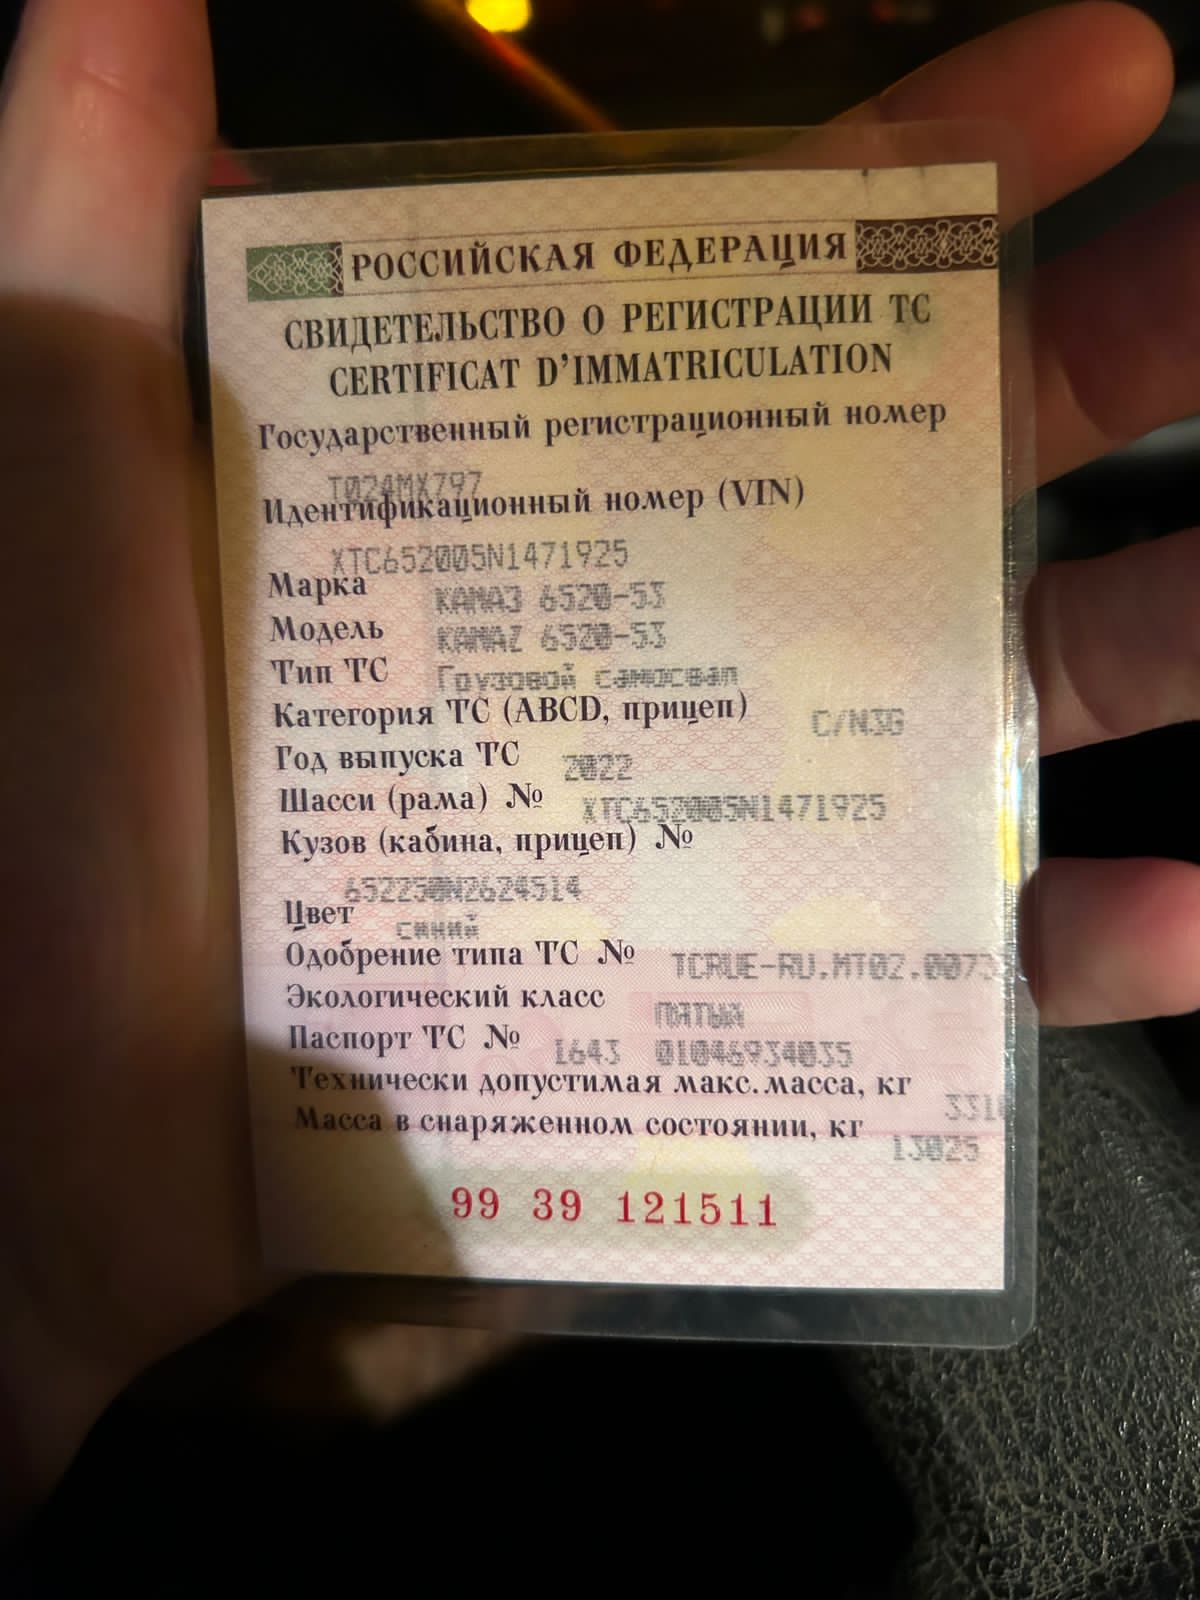 РОССИЙСКАЯ ФЕДЕРАЦИЯ
СВИДЕТЕЛЬСТВО О РЕГИСТРАЦИИ ТС
CERTIFICAT D'IMMATRICULATION
Государственный регистрационный номер
Т024МХ797
Идентификационный номер (VIN)
XTC652005N1471925
Марка КАМАЗ 6520-53
Модель KAMAZ 6520-53
Тип ТС Грузовой самосвал
Категория ТС (ABCD, прицеп) C/N3G
Год выпуска ТС 2022
Шасси (рама) № XTC652005N1471925
Кузов (кабина, прицеп) №
652250N2624514
Цвет синий
Одобрение типа ТС № TCRUE-RU.MT02.0073
Экологический класс пятый
Паспорт ТС № 1643 01046934035
Технически допустимая макс.масса, кг
Масса в снаряженном состоянии, кг 13025
99 39 121511